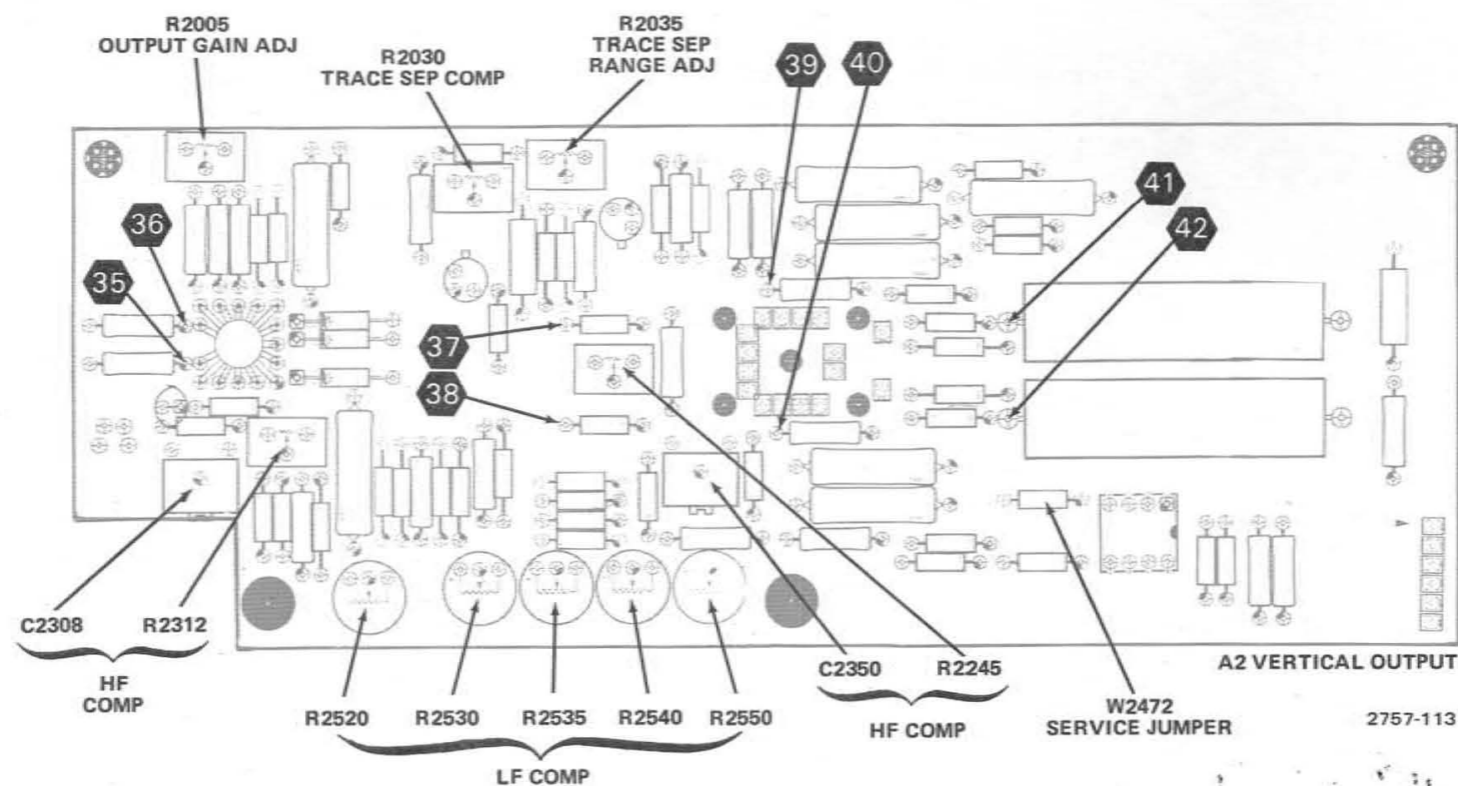 R2005
OUTPUT GAIN ADJ
R2030
TRACE SEP COMP
R2035
TRACE SEP
RANGE ADJ
39
40
41
42
36
35
37
38
C2308
R2312
HF
COMP
R2520
R2530
R2535
R2540
R2550
LF COMP
C2350
R2245
HF COMP
W2472
SERVICE JUMPER
A2 VERTICAL OUTPUT
2757-113